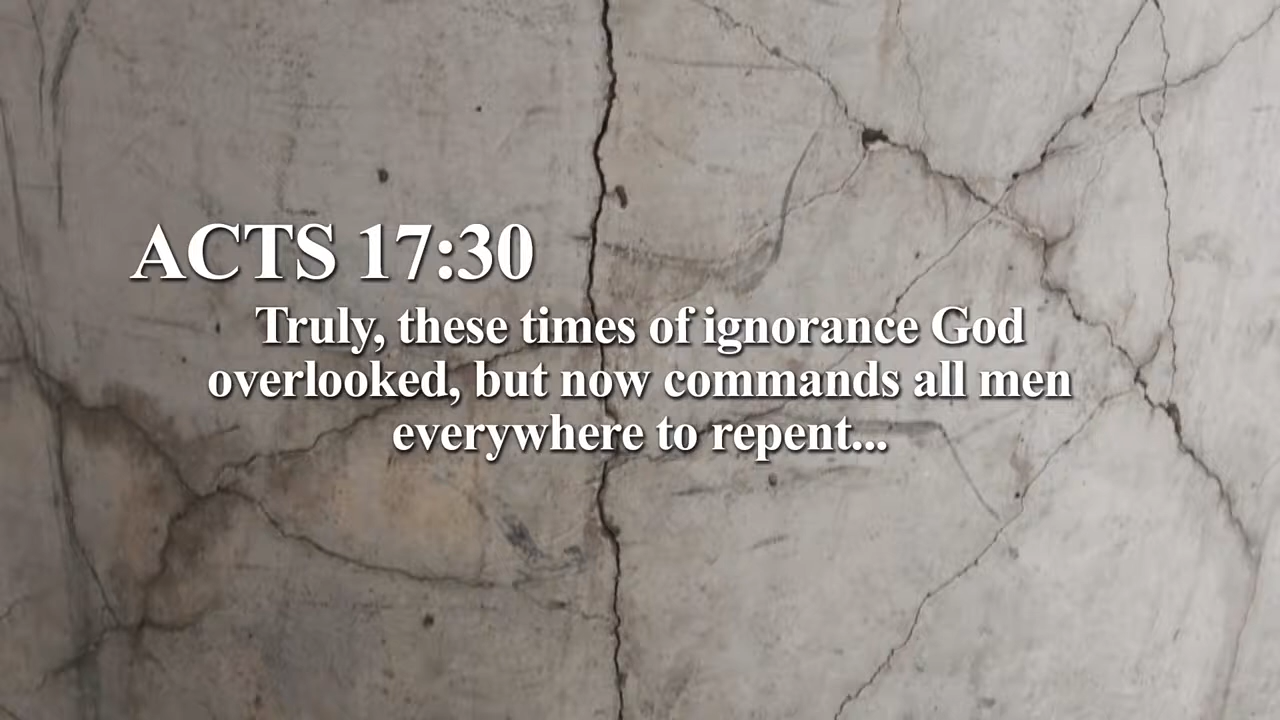 ACTS 17:30
Truly, these times of ignorance God
overlooked, but now commands all men
everywhere to repent...